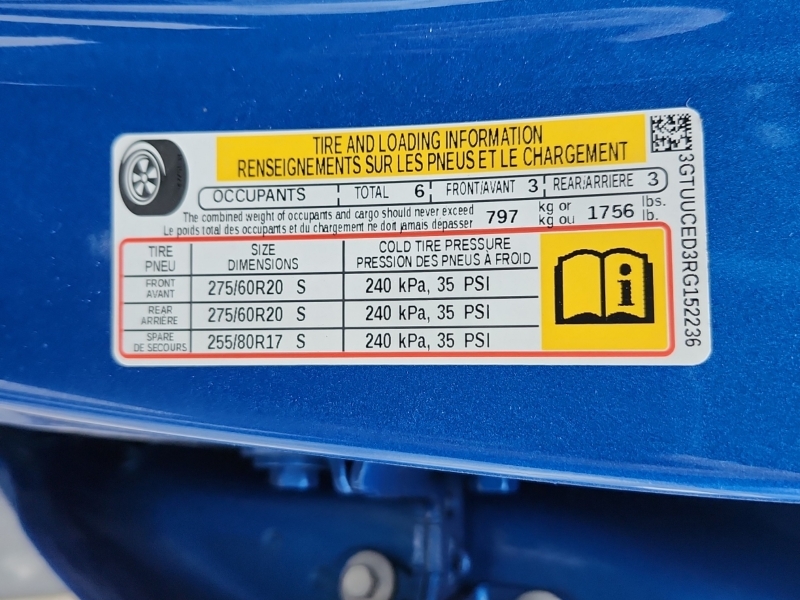 TIRE AND LOADING INFORMATION
RENSEIGNEMENTS SUR LES PNEUS ET LE CHARGEMENT
OCCUPANTS TOTAL 6 FRONT/AVANT 3 REAR/ARRIÈRE 3
The combined weight of occupants and cargo should never exceed 797 kg or 1756 lbs.
Le poids total des occupants et du chargement ne doit jamais dépasser kg ou lb.
TIRE PNEU SIZE DIMENSIONS COLD TIRE PRESSURE PRESSION DES PNEUS À FROID
FRONT AVANT 275/60R20 S 240 kPa, 35 PSI
REAR ARRIÈRE 275/60R20 S 240 kPa, 35 PSI
SPARE DE SECOURS 255/80R17 S 240 kPa, 35 PSI
3GTUUCED3RG152236